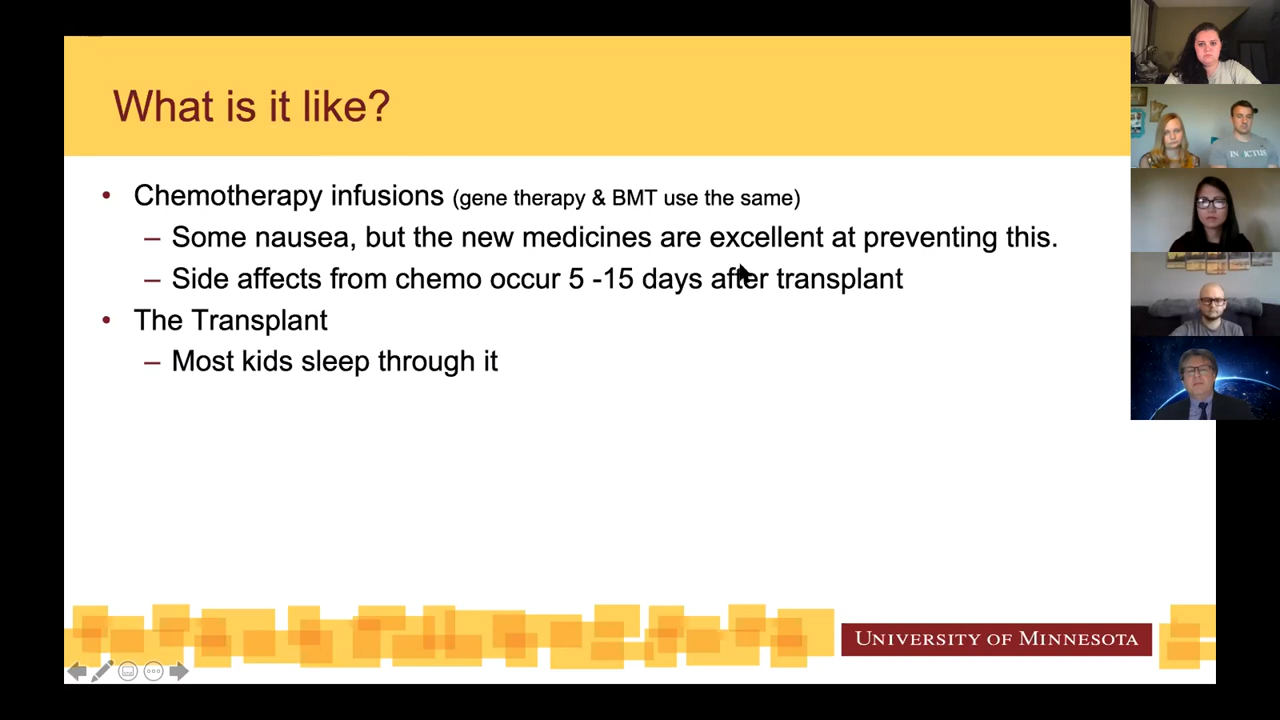 What is it like?
• Chemotherapy infusions (gene therapy & BMT use the same)
– Some nausea, but the new medicines are excellent at preventing this.
– Side affects from chemo occur 5 -15 days after transplant
• The Transplant
– Most kids sleep through it
INVICTUS
UNIVERSITY OF MINNESOTA